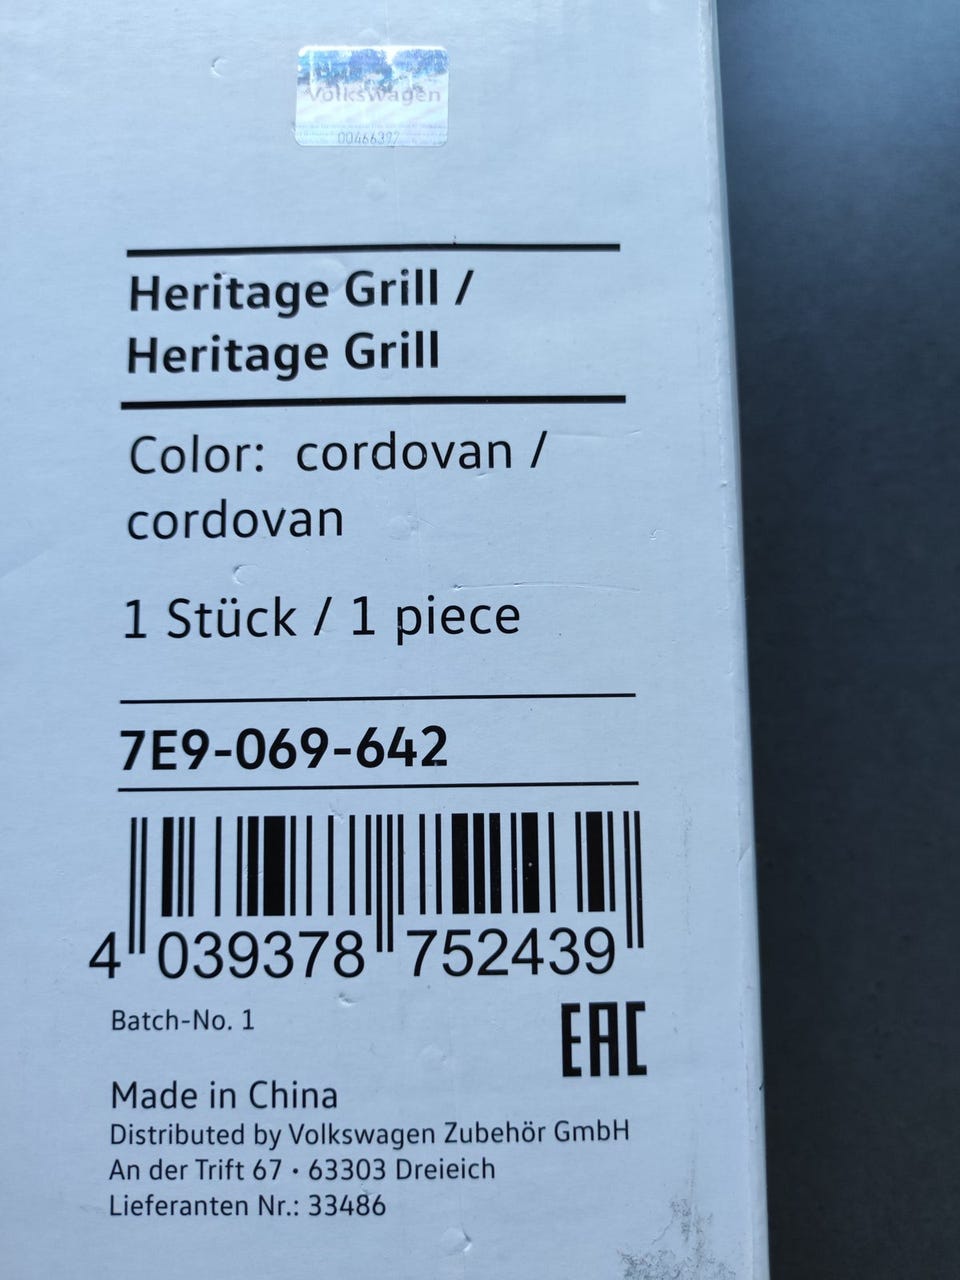 Volkswagen
00466392
Heritage Grill /
Heritage Grill
Color: cordovan /
cordovan
1 Stück / 1 piece
7E9-069-642
4 039378 752439
Batch-No. 1
EAC
Made in China
Distributed by Volkswagen Zubehör GmbH
An der Trift 67 • 63303 Dreieich
Lieferanten Nr.: 33486